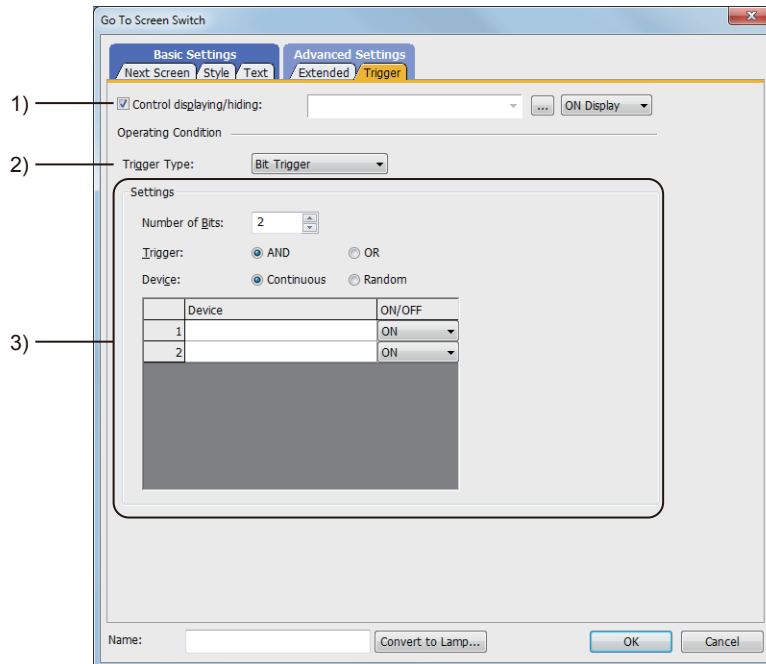 Go To Screen Switch
Basic Settings Advanced Settings
Next Screen Style Text Extended Trigger
1) Control displaying/hiding: ... ON Display
Operating Condition
2) Trigger Type: Bit Trigger
Settings
Number of Bits: 2
Trigger: AND OR
Device: Continuous Random
Device ON/OFF
1 ON
3) 2 ON
Name: Convert to Lamp... OK Cancel